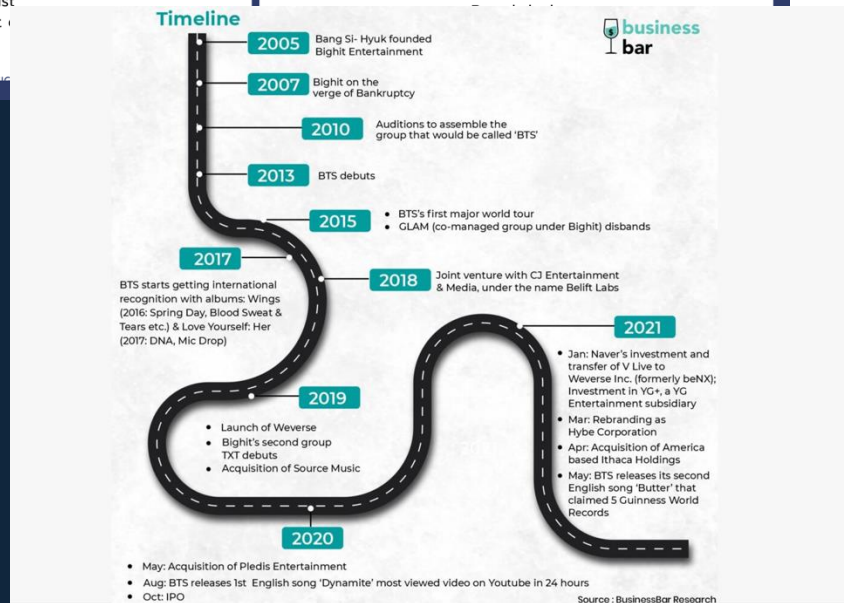 Timeline
business
bar
2005
Bang Si- Hyuk founded
Bighit Entertainment
2007
Bighit on the
verge of Bankruptcy
2010
Auditions to assemble the
group that would be called ‘BTS’
2013
BTS debuts
2015
• BTS’s first major world tour
• GLAM (co-managed group under Bighit) disbands
2017
BTS starts getting international
recognition with albums: Wings
(2016: Spring Day, Blood Sweat &
Tears etc.) & Love Yourself: Her
(2017: DNA, Mic Drop)
2018
Joint venture with CJ Entertainment
& Media, under the name Belift Labs
2019
• Launch of Weverse
• Bighit’s second group
TXT debuts
• Acquisition of Source Music
2020
• May: Acquisition of Pledis Entertainment
• Aug: BTS releases 1st English song ‘Dynamite’ most viewed video on Youtube in 24 hours
• Oct: IPO
2021
• Jan: Naver’s investment and
transfer of V Live to
Weverse Inc. (formerly beNX);
Investment in YG+, a YG
Entertainment subsidiary
• Mar: Rebranding as
Hybe Corporation
• Apr: Acquisition of America
based Ithaca Holdings
• May: BTS releases its second
English song ‘Butter’ that
claimed 5 Guinness World
Records
Source : BusinessBar Research